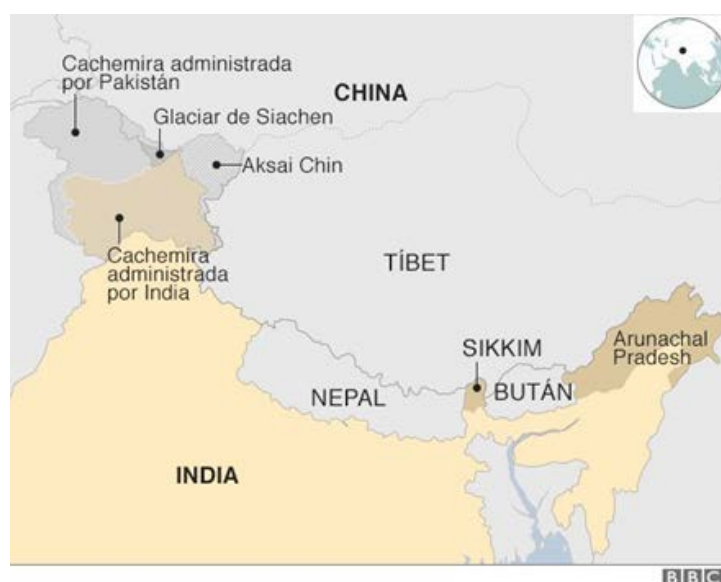 Cachemira administrada
por Pakistán
CHINA
Glaciar de Siachen
Aksai Chin
Cachemira
administrada
por India
TÍBET
SIKKIM
Arunachal
Pradesh
NEPAL
BUTÁN
INDIA
BBC